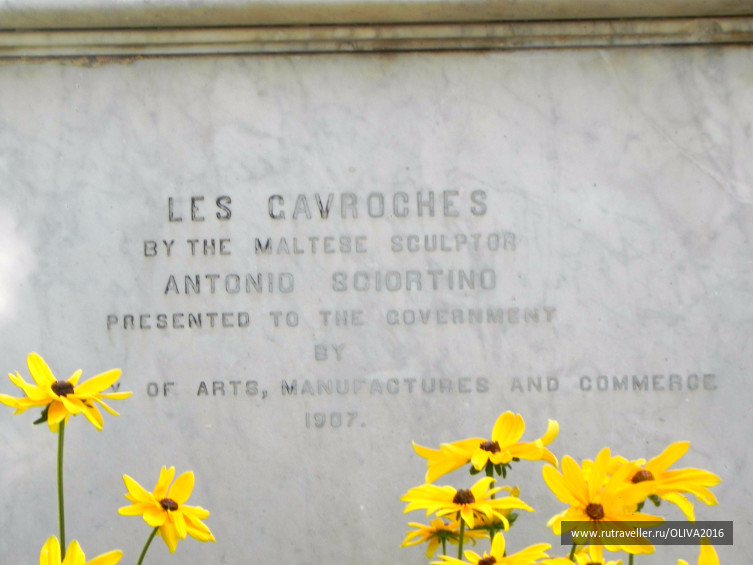 LES GAVROCHES
BY THE MALTESE SCULPTOR
ANTONIO SCIORTINO
PRESENTED TO THE GOVERNMENT
BY
OF ARTS, MANUFACTURES AND COMMERCE
1907.
www.rutraveller.ru/OLIVA2016